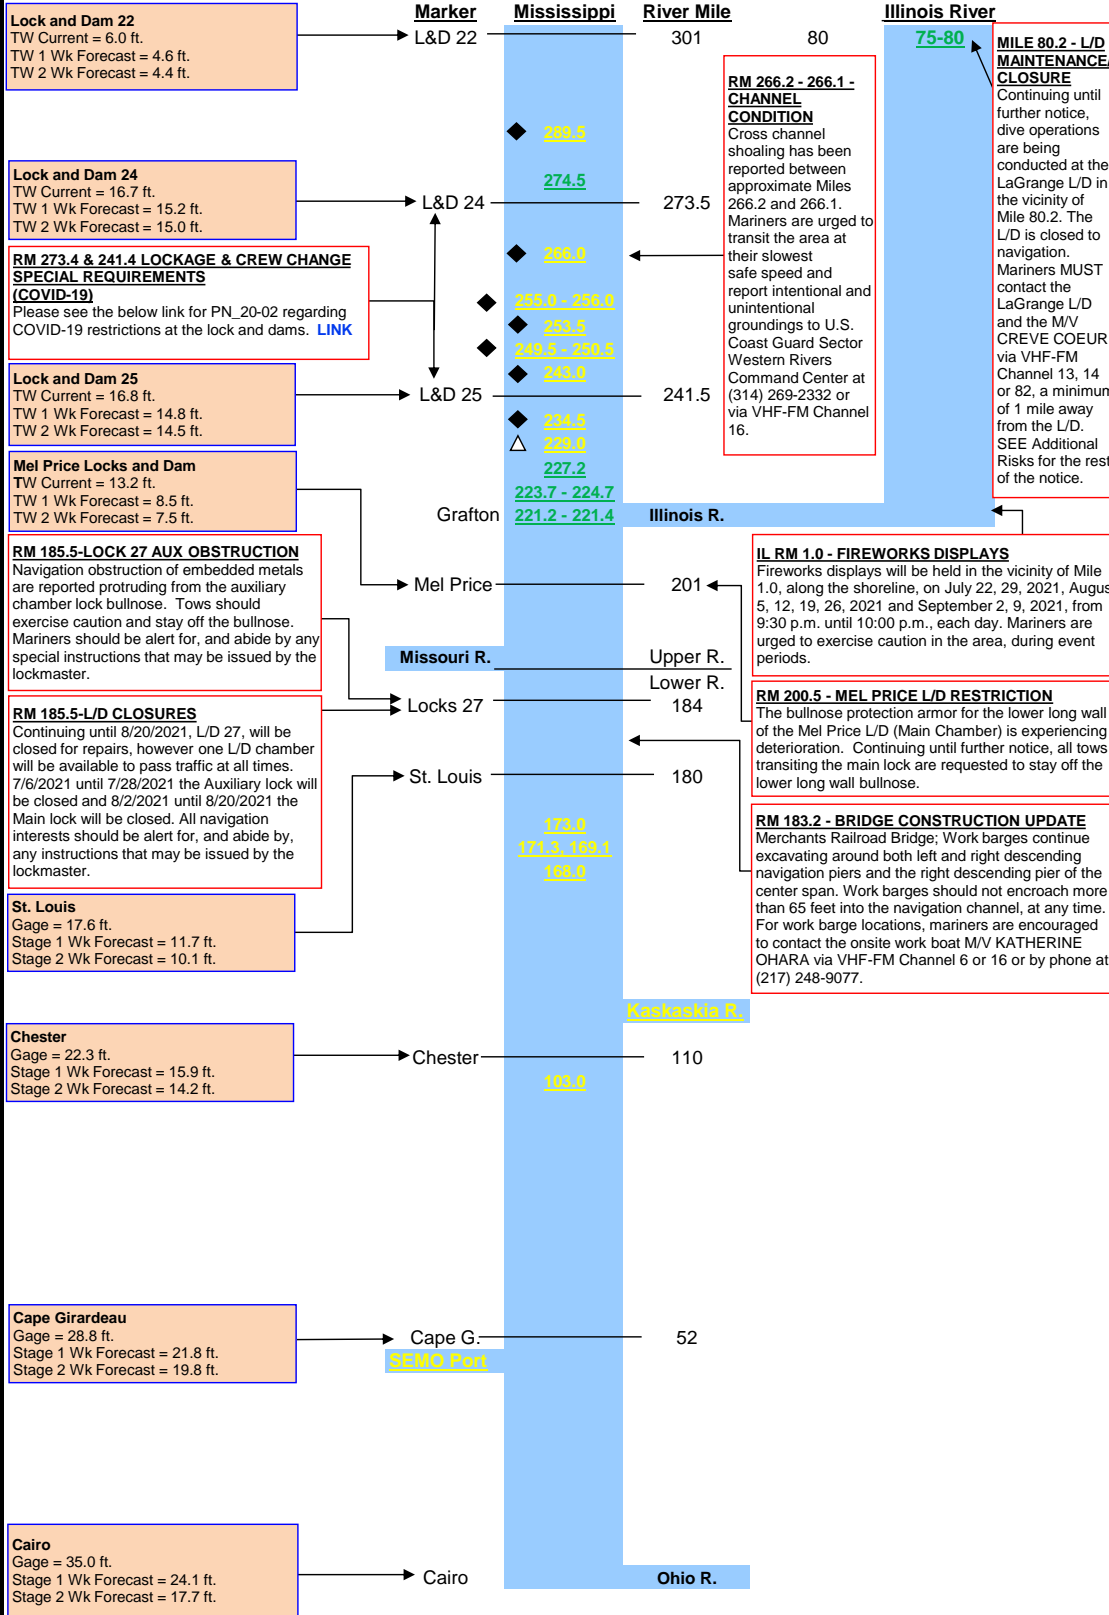 Marker Mississippi River Mile Illinois River
Lock and Dam 22
TW Current = 6.0 ft.
TW 1 Wk Forecast = 4.6 ft.
TW 2 Wk Forecast = 4.4 ft.
L&D 22 301 80 75-80
MILE 80.2 - L/D
MAINTENANCE/
CLOSURE
Continuing until
further notice,
dive operations
are being
conducted at the
LaGrange L/D in
the vicinity of
Mile 80.2. The
L/D is closed to
navigation.
Mariners MUST
contact the
LaGrange L/D
and the M/V
CREVE COEUR
via VHF-FM
Channel 13, 14
or 82, a minimum
of 1 mile away
from the L/D.
SEE Additional
Risks for the rest
of the notice.
RM 266.2 - 266.1 -
CHANNEL
CONDITION
Cross channel
shoaling has been
reported between
approximate Miles
266.2 and 266.1.
Mariners are urged to
transit the area at
their slowest
safe speed and
report intentional and
unintentional
groundings to U.S.
Coast Guard Sector
Western Rivers
Command Center at
(314) 269-2332 or
via VHF-FM Channel
16.
289.5
Lock and Dam 24
TW Current = 16.7 ft.
TW 1 Wk Forecast = 15.2 ft.
TW 2 Wk Forecast = 15.0 ft.
274.5
L&D 24 273.5
RM 273.4 & 241.4 LOCKAGE & CREW CHANGE
SPECIAL REQUIREMENTS
(COVID-19)
Please see the below link for PN_20-02 regarding
COVID-19 restrictions at the lock and dams. LINK
266.0
255.0 - 256.0
253.5
249.5 - 250.5
243.0
Lock and Dam 25
TW Current = 16.8 ft.
TW 1 Wk Forecast = 14.8 ft.
TW 2 Wk Forecast = 14.5 ft.
L&D 25 241.5
234.5
229.0
227.2
223.7 - 224.7
Grafton 221.2 - 221.4 Illinois R.
Mel Price Locks and Dam
TW Current = 13.2 ft.
TW 1 Wk Forecast = 8.5 ft.
TW 2 Wk Forecast = 7.5 ft.
RM 185.5-LOCK 27 AUX OBSTRUCTION
Navigation obstruction of embedded metals
are reported protruding from the auxiliary
chamber lock bullnose. Tows should
exercise caution and stay off the bullnose.
Mariners should be alert for, and abide by any
special instructions that may be issued by the
lockmaster.
IL RM 1.0 - FIREWORKS DISPLAYS
Fireworks displays will be held in the vicinity of Mile
1.0, along the shoreline, on July 22, 29, 2021, Augus
5, 12, 19, 26, 2021 and September 2, 9, 2021, from
9:30 p.m. until 10:00 p.m., each day. Mariners are
urged to exercise caution in the area, during event
periods.
Mel Price 201
Missouri R. Upper R.
Lower R.
Locks 27 184
RM 200.5 - MEL PRICE L/D RESTRICTION
The bullnose protection armor for the lower long wall
of the Mel Price L/D (Main Chamber) is experiencing
deterioration. Continuing until further notice, all tows
transiting the main lock are requested to stay off the
lower long wall bullnose.
RM 185.5-L/D CLOSURES
Continuing until 8/20/2021, L/D 27, will be
closed for repairs, however one L/D chamber
will be available to pass traffic at all times.
7/6/2021 until 7/28/2021 the Auxiliary lock will
be closed and 8/2/2021 until 8/20/2021 the
Main lock will be closed. All navigation
interests should be alert for, and abide by,
any instructions that may be issued by the
lockmaster.
St. Louis 180
RM 183.2 - BRIDGE CONSTRUCTION UPDATE
Merchants Railroad Bridge; Work barges continue
excavating around both left and right descending
navigation piers and the right descending pier of the
center span. Work barges should not encroach more
than 65 feet into the navigation channel, at any time.
For work barge locations, mariners are encouraged
to contact the onsite work boat M/V KATHERINE
OHARA via VHF-FM Channel 6 or 16 or by phone at
(217) 248-9077.
173.0
171.3, 169.1
168.0
St. Louis
Gage = 17.6 ft.
Stage 1 Wk Forecast = 11.7 ft.
Stage 2 Wk Forecast = 10.1 ft.
Kaskaskia R.
Chester
Gage = 22.3 ft.
Stage 1 Wk Forecast = 15.9 ft.
Stage 2 Wk Forecast = 14.2 ft.
Chester 110
103.0
Cape Girardeau
Gage = 28.8 ft.
Stage 1 Wk Forecast = 21.8 ft.
Stage 2 Wk Forecast = 19.8 ft.
Cape G. 52
SEMO Port
Cairo
Gage = 35.0 ft.
Stage 1 Wk Forecast = 24.1 ft.
Stage 2 Wk Forecast = 17.7 ft.
Cairo Ohio R.